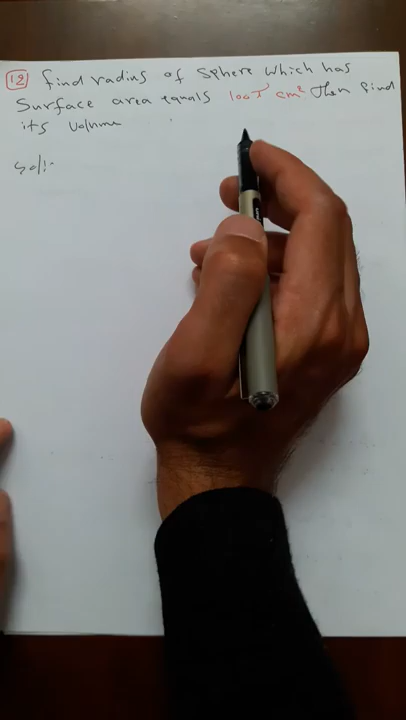 12 find radius of sphere which has
Surface area equals 100π cm² then find
its volume
Sol: